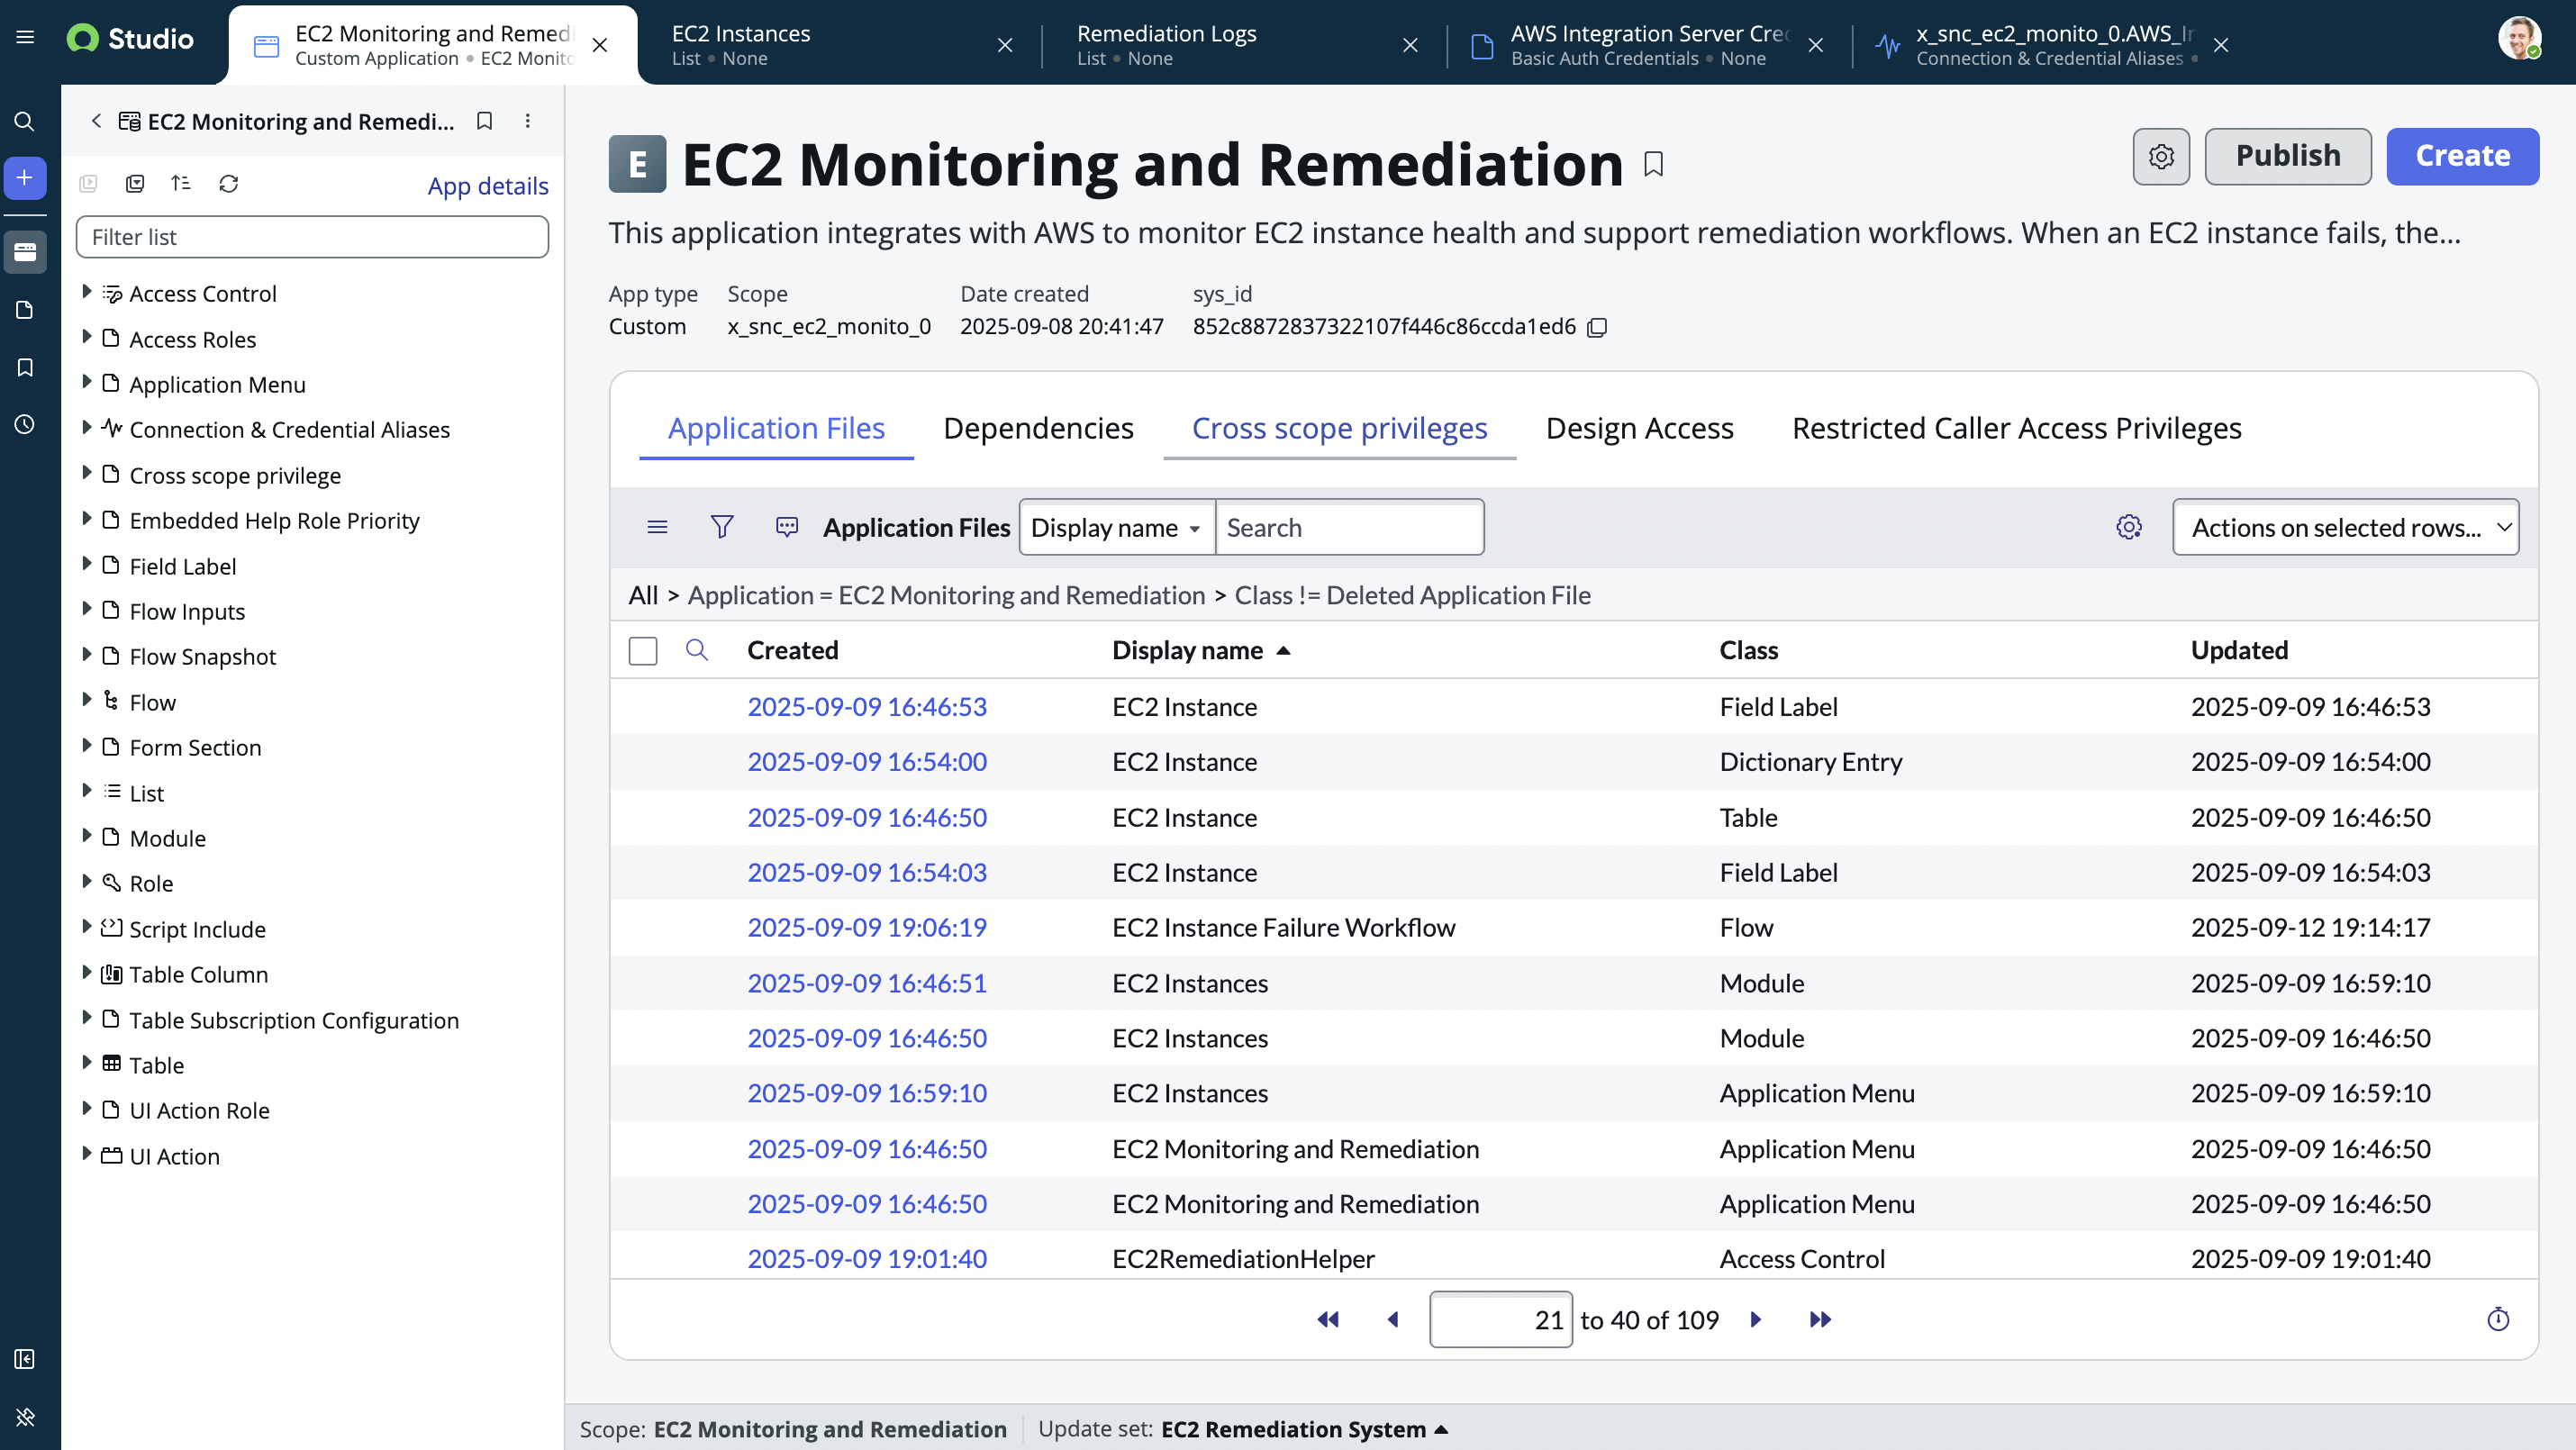 Studio
EC2 Monitoring and Remedi
Custom Application • EC2 Monito
EC2 Instances
List • None
Remediation Logs
List • None
AWS Integration Server Cre
Basic Auth Credentials • None
x_snc_ec2_monito_0.AWS_I
Connection & Credential Aliases •
EC2 Monitoring and Remedi...
App details
Filter list
Access Control
Access Roles
Application Menu
Connection & Credential Aliases
Cross scope privilege
Embedded Help Role Priority
Field Label
Flow Inputs
Flow Snapshot
Flow
Form Section
List
Module
Role
Script Include
Table Column
Table Subscription Configuration
Table
UI Action Role
UI Action
E EC2 Monitoring and Remediation
Publish
Create
This application integrates with AWS to monitor EC2 instance health and support remediation workflows. When an EC2 instance fails, the...
App type Scope Date created sys_id
Custom x_snc_ec2_monito_0 2025-09-08 20:41:47 852c8872837322107f446c86ccda1ed6
Application Files Dependencies Cross scope privileges Design Access Restricted Caller Access Privileges
Application Files Display name Search Actions on selected rows...
All > Application = EC2 Monitoring and Remediation > Class != Deleted Application File
Created Display name Class Updated
2025-09-09 16:46:53 EC2 Instance Field Label 2025-09-09 16:46:53
2025-09-09 16:54:00 EC2 Instance Dictionary Entry 2025-09-09 16:54:00
2025-09-09 16:46:50 EC2 Instance Table 2025-09-09 16:46:50
2025-09-09 16:54:03 EC2 Instance Field Label 2025-09-09 16:54:03
2025-09-09 19:06:19 EC2 Instance Failure Workflow Flow 2025-09-12 19:14:17
2025-09-09 16:46:51 EC2 Instances Module 2025-09-09 16:59:10
2025-09-09 16:46:50 EC2 Instances Module 2025-09-09 16:46:50
2025-09-09 16:59:10 EC2 Instances Application Menu 2025-09-09 16:59:10
2025-09-09 16:46:50 EC2 Monitoring and Remediation Application Menu 2025-09-09 16:46:50
2025-09-09 16:46:50 EC2 Monitoring and Remediation Application Menu 2025-09-09 16:46:50
2025-09-09 19:01:40 EC2RemediationHelper Access Control 2025-09-09 19:01:40
21 to 40 of 109
Scope: EC2 Monitoring and Remediation Update set: EC2 Remediation System